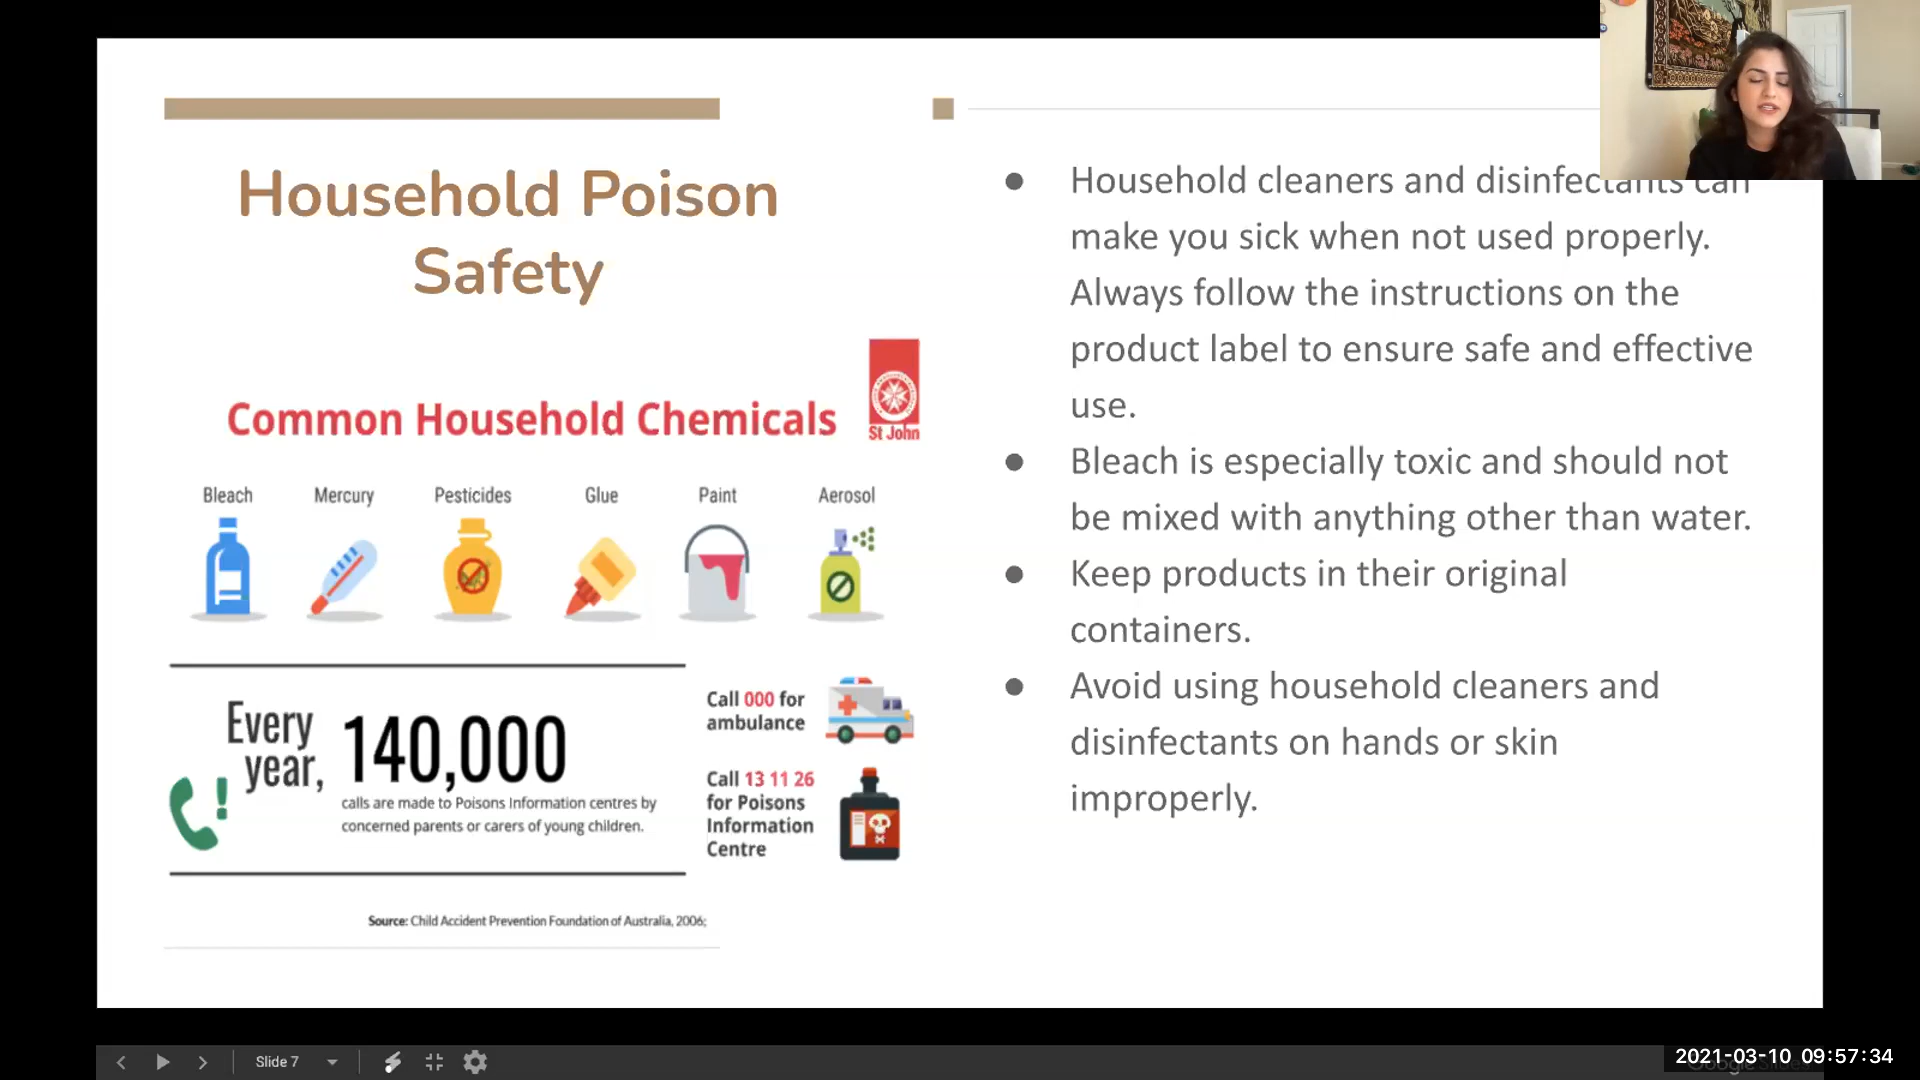 Household Poison
Safety
Common Household Chemicals
St John
Bleach Mercury Pesticides Glue Paint Aerosol
Every
year,
140,000
calls are made to Poisons Information centres by
concerned parents or carers of young children.
Call 000 for
ambulance
Call 13 11 26
for Poisons
Information
Centre
Source: Child Accident Prevention Foundation of Australia, 2006;
● Household cleaners and disinfectants can
make you sick when not used properly.
Always follow the instructions on the
product label to ensure safe and effective
use.
● Bleach is especially toxic and should not
be mixed with anything other than water.
● Keep products in their original
containers.
● Avoid using household cleaners and
disinfectants on hands or skin
improperly.
Slide 7
2021-03-10 09:57:34